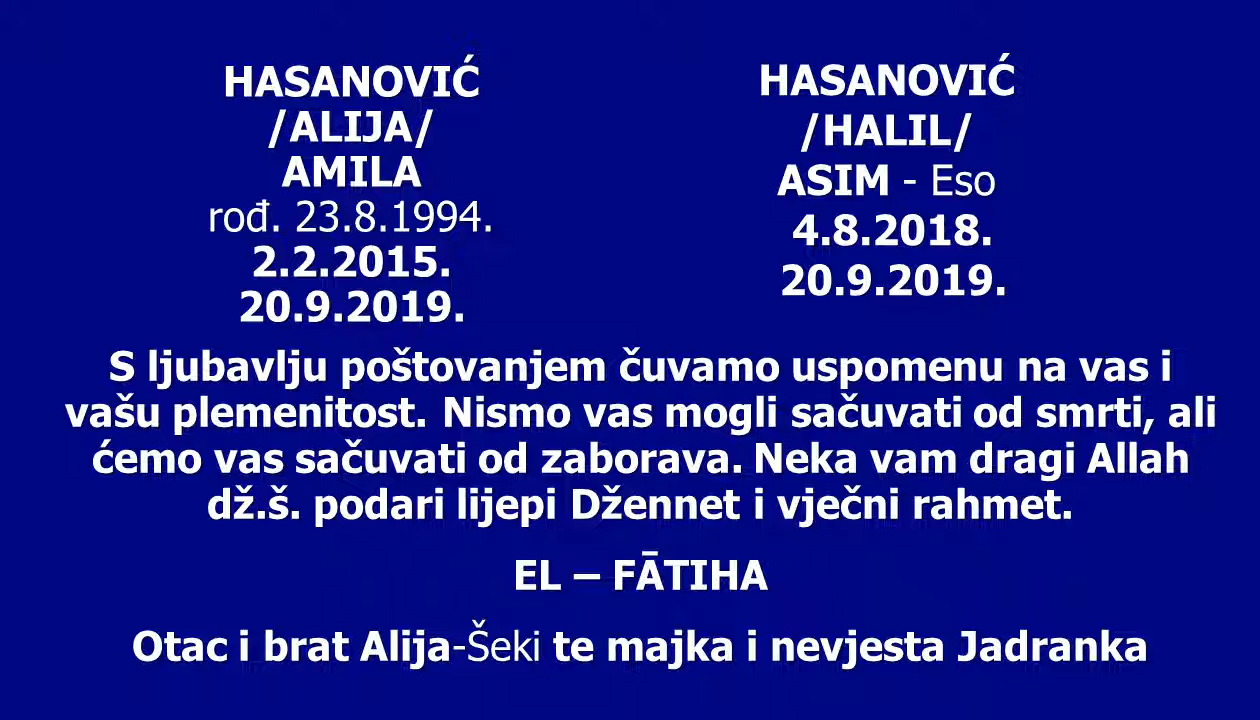 HASANOVIĆ
/ALIJA/
AMILA
rođ. 23.8.1994.
2.2.2015.
20.9.2019.
HASANOVIĆ
/HALIL/
ASIM - Eso
4.8.2018.
20.9.2019.
S ljubavlju poštovanjem čuvamo uspomenu na vas i
vašu plemenitost. Nismo vas mogli sačuvati od smrti, ali
ćemo vas sačuvati od zaborava. Neka vam dragi Allah
dž.š. podari lijepi Džennet i vječni rahmet.
EL – FĀTIHA
Otac i brat Alija-Šeki te majka i nevjesta Jadranka